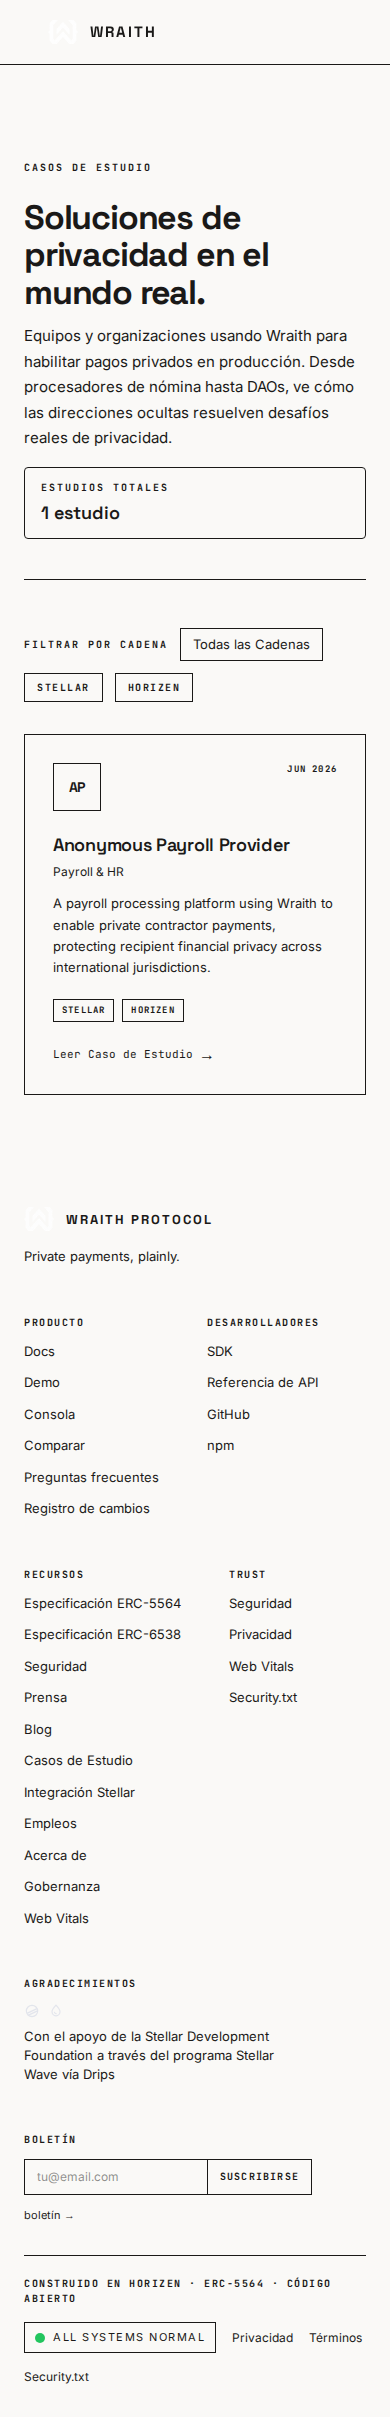 WRAITH
CASOS DE ESTUDIO
Soluciones de
privacidad en el
mundo real.
Equipos y organizaciones usando Wraith para
habilitar pagos privados en producción. Desde
procesadores de nómina hasta DAOs, ve cómo
las direcciones ocultas resuelven desafíos
reales de privacidad.
ESTUDIOS TOTALES
1 estudio
FILTRAR POR CADENA Todas las Cadenas
STELLAR HORIZEN
AP JUN 2026
Anonymous Payroll Provider
Payroll & HR
A payroll processing platform using Wraith to
enable private contractor payments,
protecting recipient financial privacy across
international jurisdictions.
STELLAR HORIZEN
Leer Caso de Estudio →
WRAITH PROTOCOL
Private payments, plainly.
PRODUCTO
Docs
Demo
Consola
Comparar
Preguntas frecuentes
Registro de cambios
DESARROLLADORES
SDK
Referencia de API
GitHub
npm
RECURSOS
Especificación ERC-5564
Especificación ERC-6538
Seguridad
Prensa
Blog
Casos de Estudio
Integración Stellar
Empleos
Acerca de
Gobernanza
Web Vitals
TRUST
Seguridad
Privacidad
Web Vitals
Security.txt
AGRADECIMIENTOS
Con el apoyo de la Stellar Development
Foundation a través del programa Stellar
Wave vía Drips
BOLETÍN
tu@email.com SUSCRIBIRSE
boletín →
CONSTRUIDO EN HORIZEN · ERC-5564 · CÓDIGO
ABIERTO
ALL SYSTEMS NORMAL Privacidad Términos
Security.txt